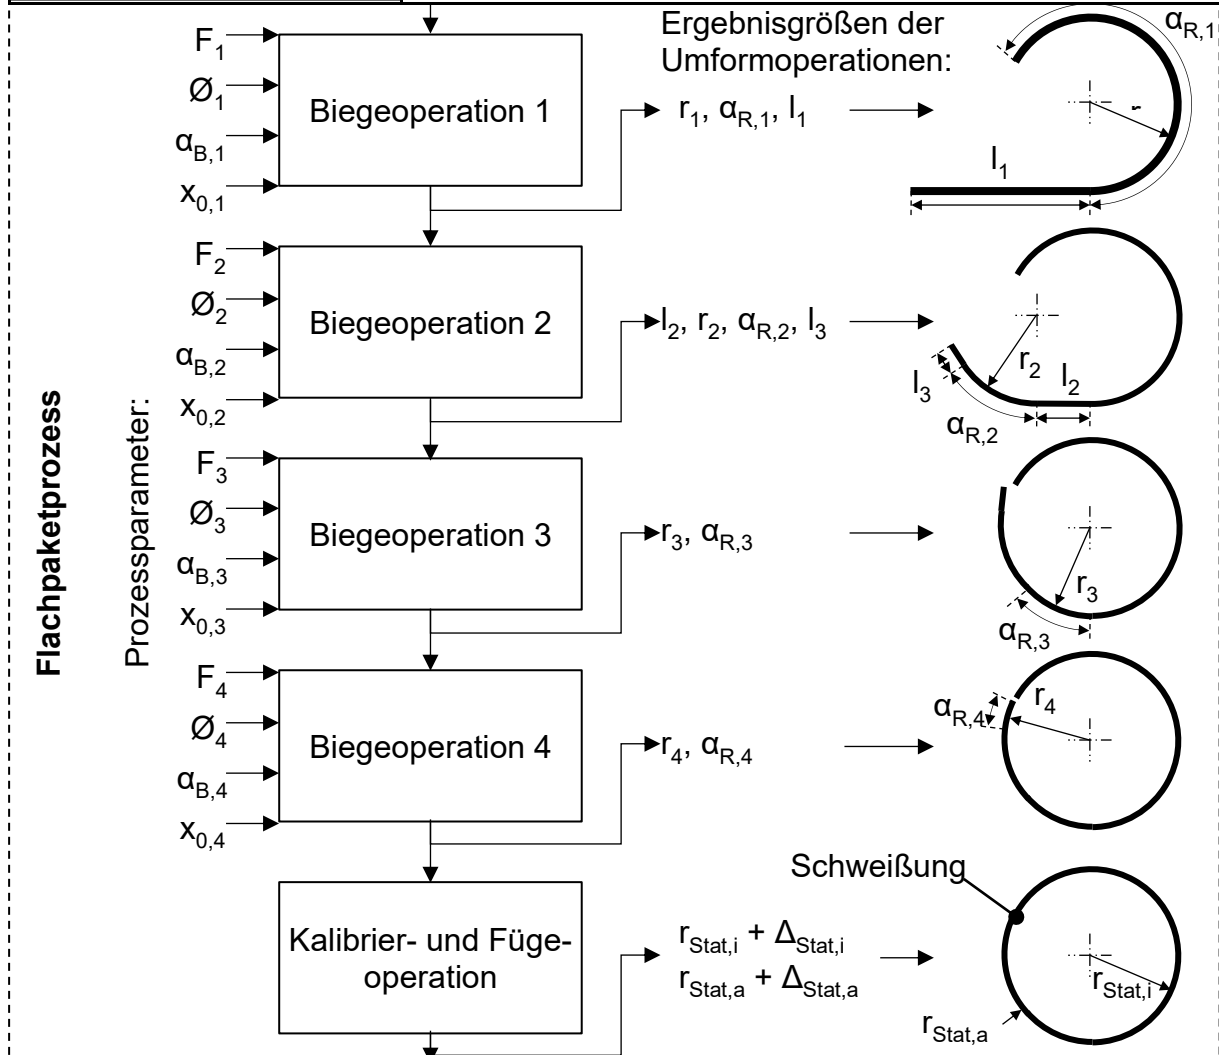 Ergebnisgrößen der
Umformoperationen:
Flachpaketprozess
Prozessparameter:
F1
Ø1
αB,1
x0,1
Biegeoperation 1
r1, αR,1, l1
αR,1
l1
F2
Ø2
αB,2
x0,2
Biegeoperation 2
l2, r2, αR,2, l3
r2
l2
l3
αR,2
F3
Ø3
αB,3
x0,3
Biegeoperation 3
r3, αR,3
r3
αR,3
F4
Ø4
αB,4
x0,4
Biegeoperation 4
r4, αR,4
αR,4
r4
Kalibrier- und Füge-
operation
rStat,i + ΔStat,i
rStat,a + ΔStat,a
Schweißung
rStat,i
rStat,a